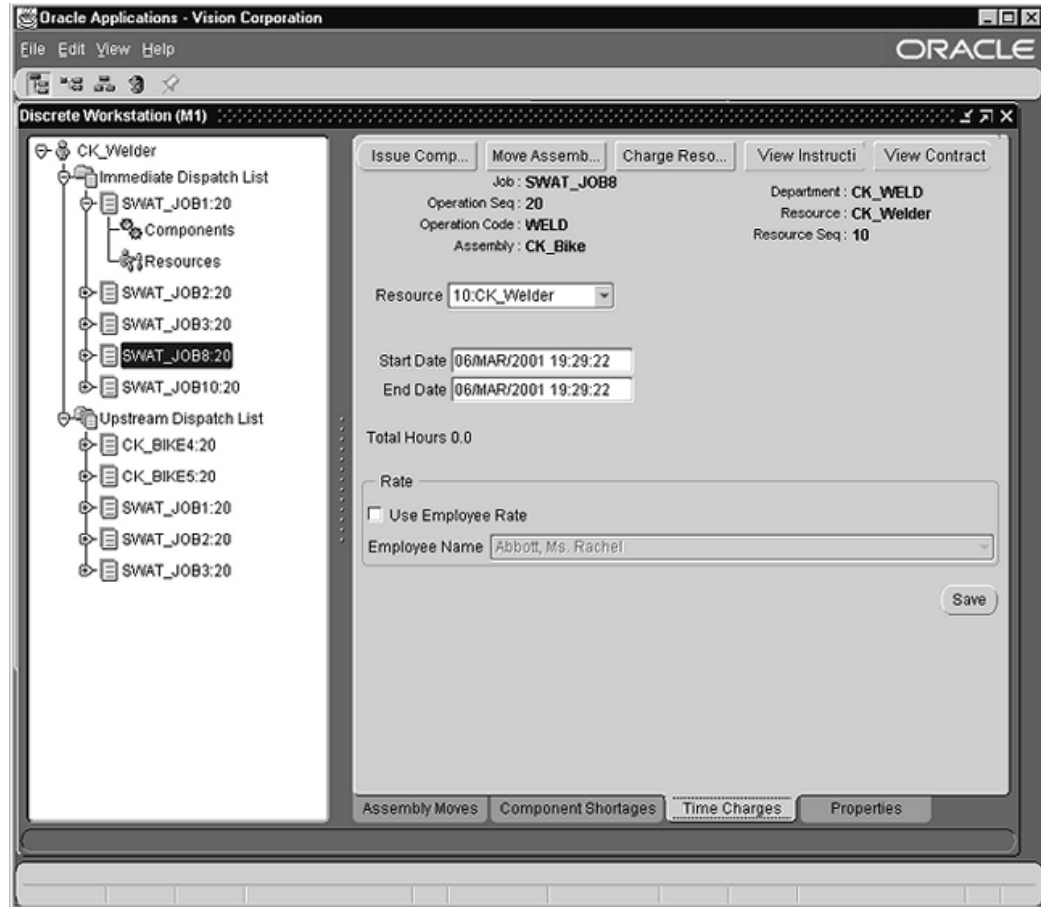 Oracle Applications - Vision Corporation
File Edit View Help
ORACLE
Discrete Workstation (M1)
CK_Welder
Immediate Dispatch List
SWAT_JOB1:20
Components
Resources
SWAT_JOB2:20
SWAT_JOB3:20
SWAT_JOB8:20
SWAT_JOB10:20
Upstream Dispatch List
CK_BIKE4:20
CK_BIKE5:20
SWAT_JOB1:20
SWAT_JOB2:20
SWAT_JOB3:20
Issue Comp... Move Assemb... Charge Reso... View Instructi View Contract
Job : SWAT_JOB8
Operation Seq : 20
Operation Code : WELD
Assembly : CK_Bike
Department : CK_WELD
Resource : CK_Welder
Resource Seq : 10
Resource 10:CK_Welder
Start Date 06/MAR/2001 19:29:22
End Date 06/MAR/2001 19:29:22
Total Hours 0.0
Rate
Use Employee Rate
Employee Name Abbott, Ms. Rachel
Save
Assembly Moves Component Shortages Time Charges Properties